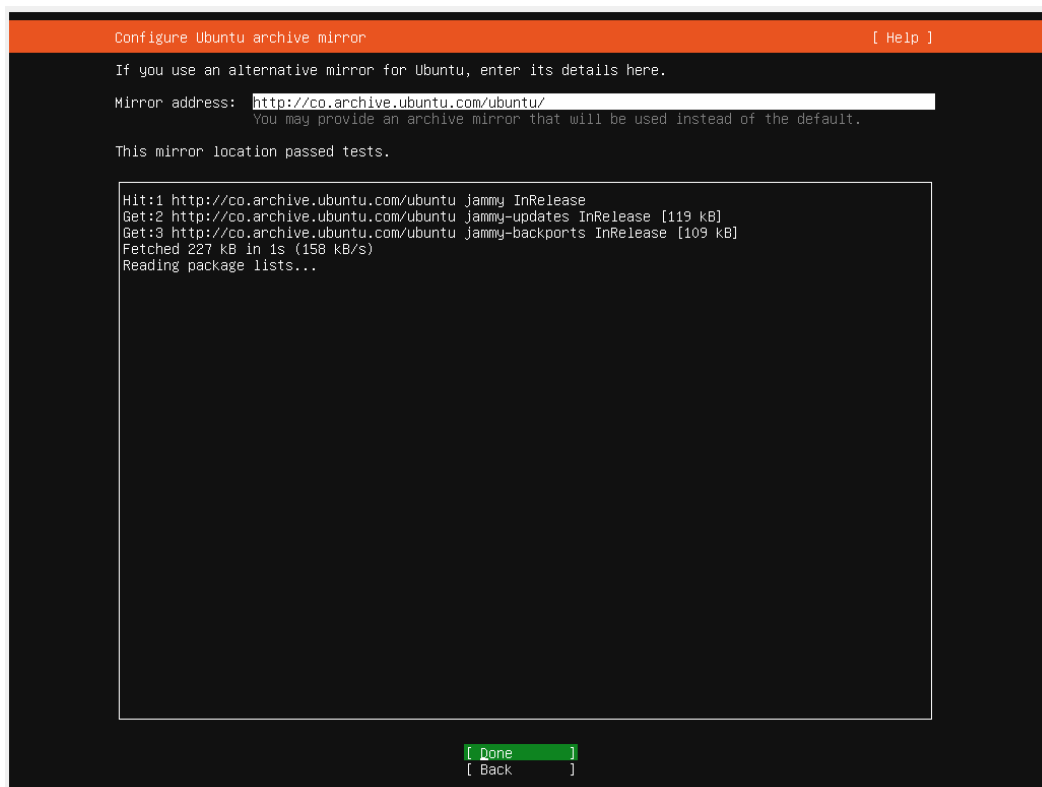 Configure Ubuntu archive mirror [ Help ]
If you use an alternative mirror for Ubuntu, enter its details here.
Mirror address: http://co.archive.ubuntu.com/ubuntu/
You may provide an archive mirror that will be used instead of the default.
This mirror location passed tests.
Hit:1 http://co.archive.ubuntu.com/ubuntu jammy InRelease
Get:2 http://co.archive.ubuntu.com/ubuntu jammy-updates InRelease [119 kB]
Get:3 http://co.archive.ubuntu.com/ubuntu jammy-backports InRelease [109 kB]
Fetched 227 kB in 1s (158 kB/s)
Reading package lists...
[ Done ]
[ Back ]